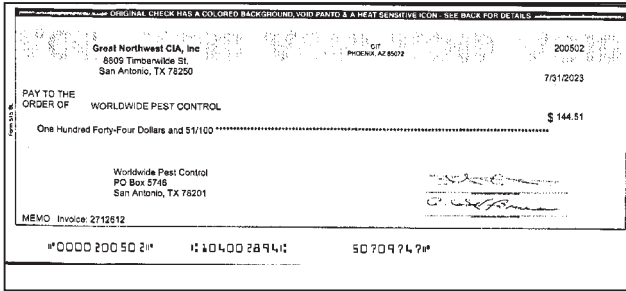 ORIGINAL CHECK HAS A COLORED BACKGROUND, VOID PANTO & A HEAT SENSITIVE ICON - SEE BACK FOR DETAILS
Great Northwest CIA, Inc
8609 Timberwilde St.
San Antonio, TX 78250
CIT
PHOENIX, AZ 85072
200502
7/31/2023
PAY TO THE
ORDER OF WORLDWIDE PEST CONTROL
$ 144.51
One Hundred Forty-Four Dollars and 51/100
Worldwide Pest Control
PO Box 5746
San Antonio, TX 78201
MEMO Invoice: 2712612
⑈0000200502⑈ ⑆104002894⑆ 50709747⑈